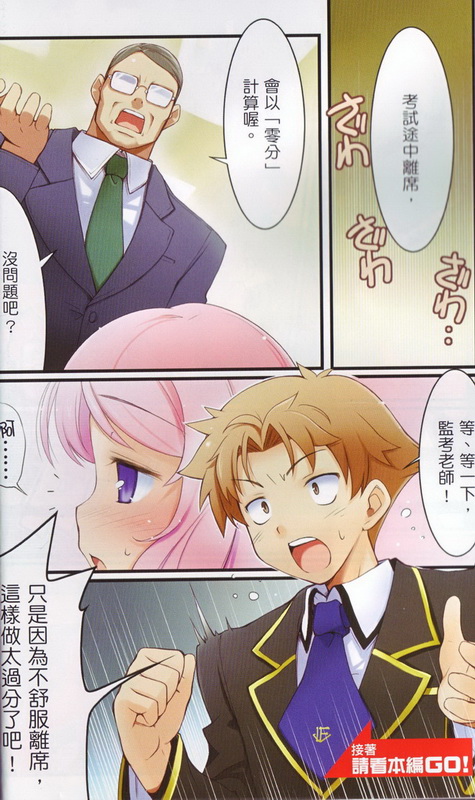 考試途中離席，
ざわ
ざわ
ざわ‥
會以「零分」
計算喔。
沒問題吧？
等、等一下，
監考老師！
只是因為不舒服離席，
這樣做太過分了吧！
接著
請看本編GO!